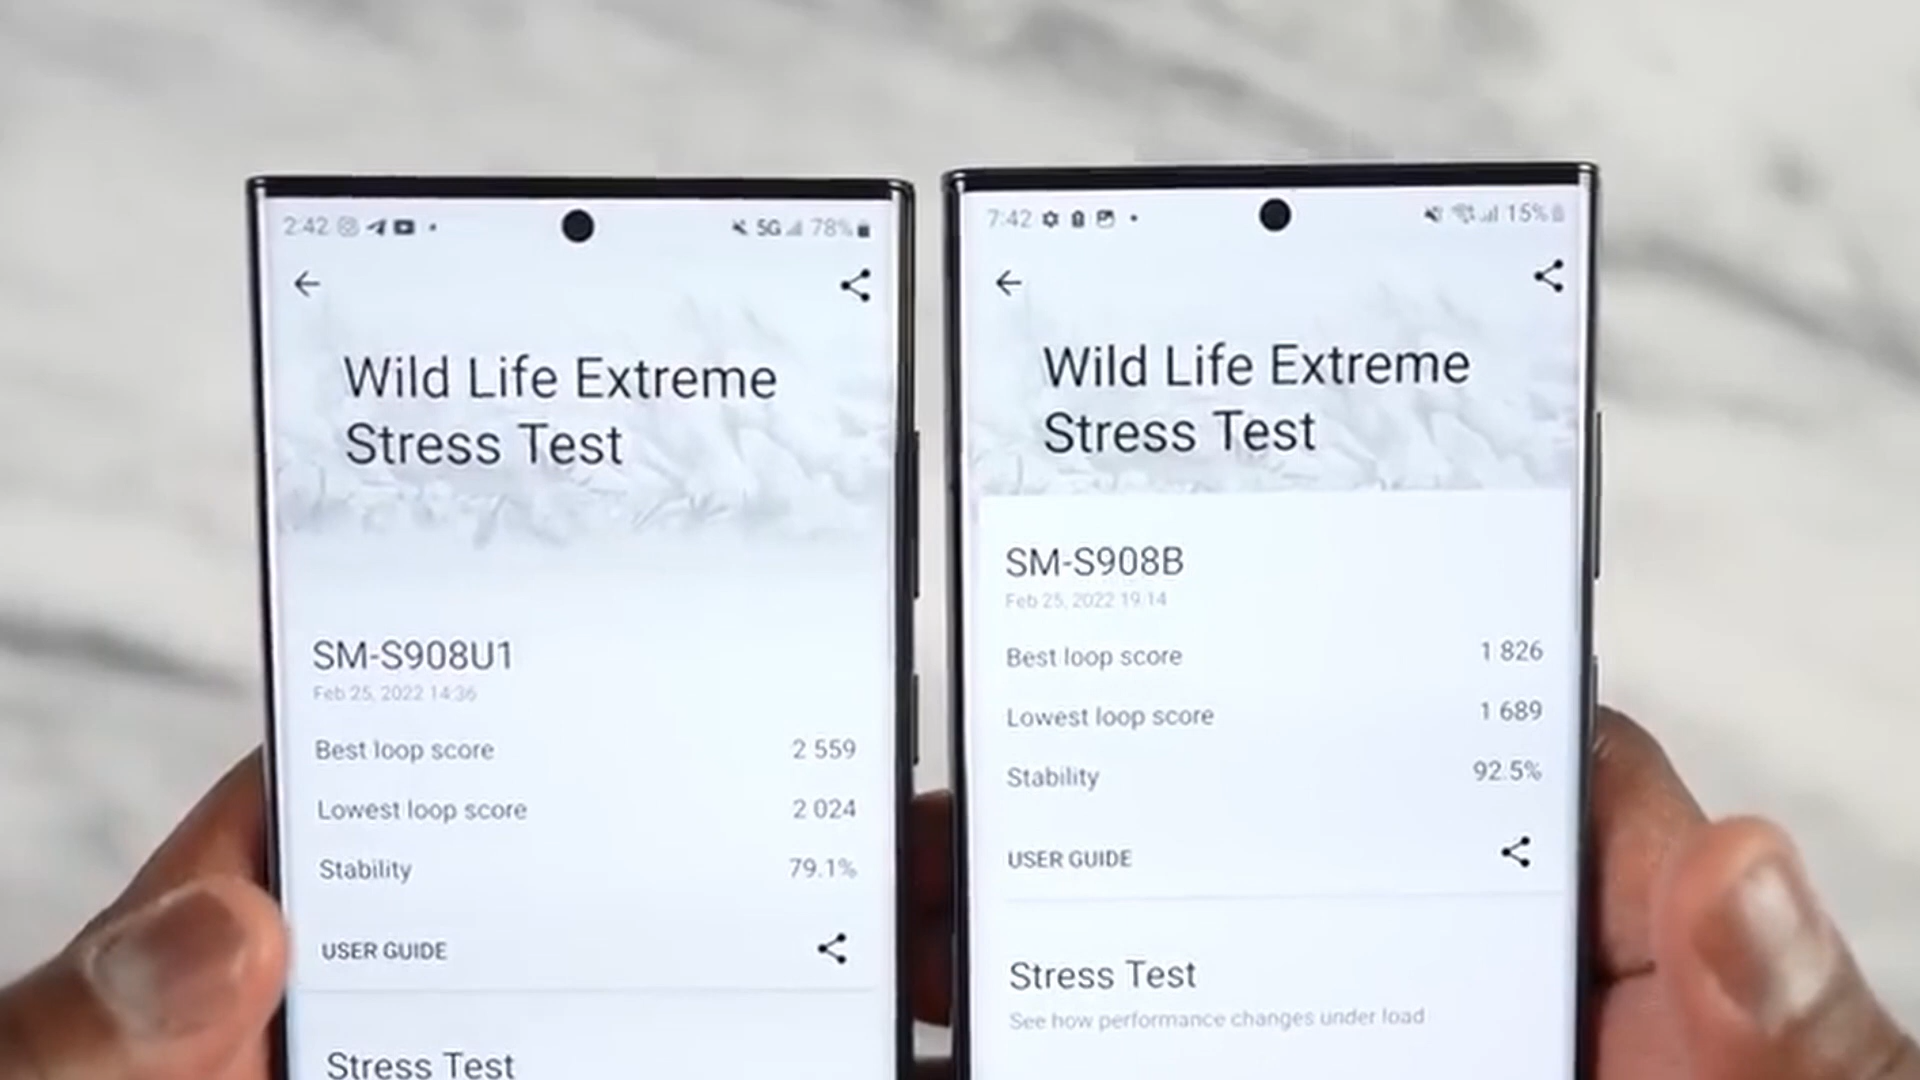 2:42
5G 78%
Wild Life Extreme
Stress Test
SM-S908U1
Feb 25, 2022 14:36
Best loop score 2 559
Lowest loop score 2 024
Stability 79.1%
USER GUIDE
Stress Test
7:42
15%
Wild Life Extreme
Stress Test
SM-S908B
Feb 25, 2022 19:14
Best loop score 1 826
Lowest loop score 1 689
Stability 92.5%
USER GUIDE
Stress Test
See how performance changes under load